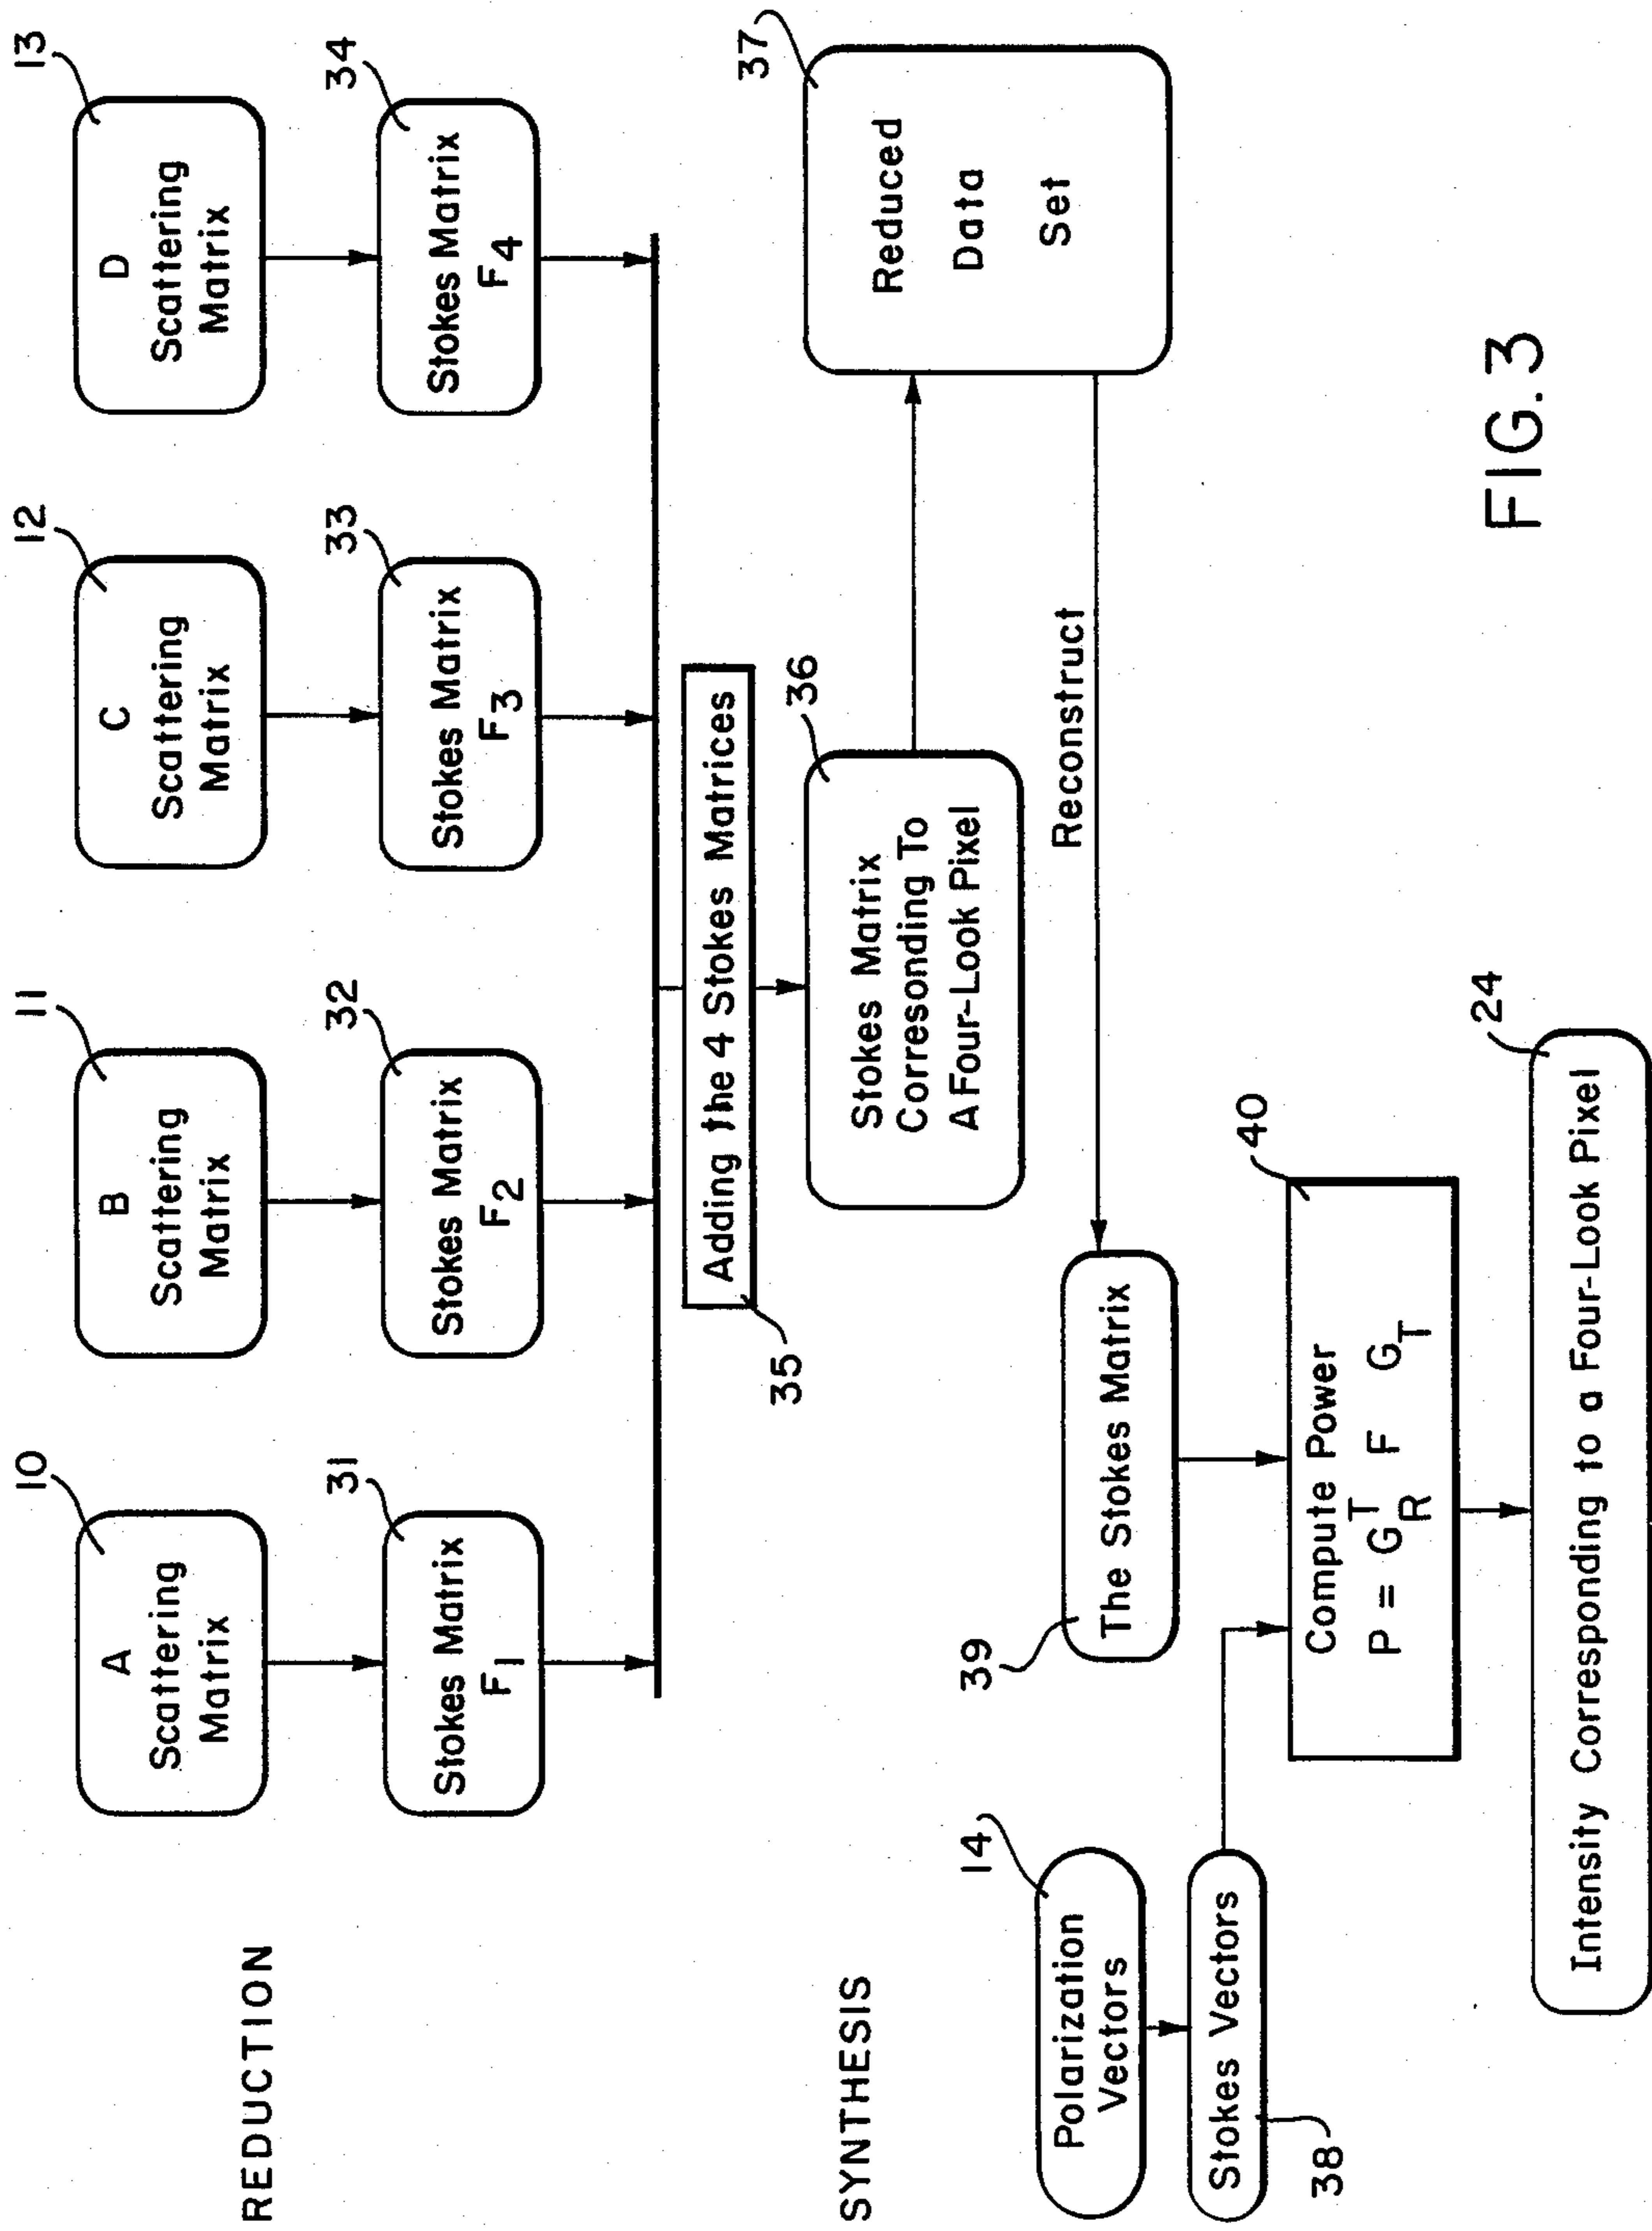 REDUCTION
10
A
Scattering
Matrix
11
B
Scattering
Matrix
12
C
Scattering
Matrix
13
D
Scattering
Matrix
31
Stokes Matrix
F1
32
Stokes Matrix
F2
33
Stokes Matrix
F3
34
Stokes Matrix
F4
35
Adding the 4 Stokes Matrices
SYNTHESIS
36
Stokes Matrix
Corresonding To
A Four-Look Pixel
37
Reduced
Data
Set
Reconstruct
14
Polarization
Vectors
39
The Stokes Matrix
38
Stokes Vectors
40
Compute Power
P = G_R^T F G_T
24
Intensity Corresponding to a Four-Look Pixel
FIG. 3